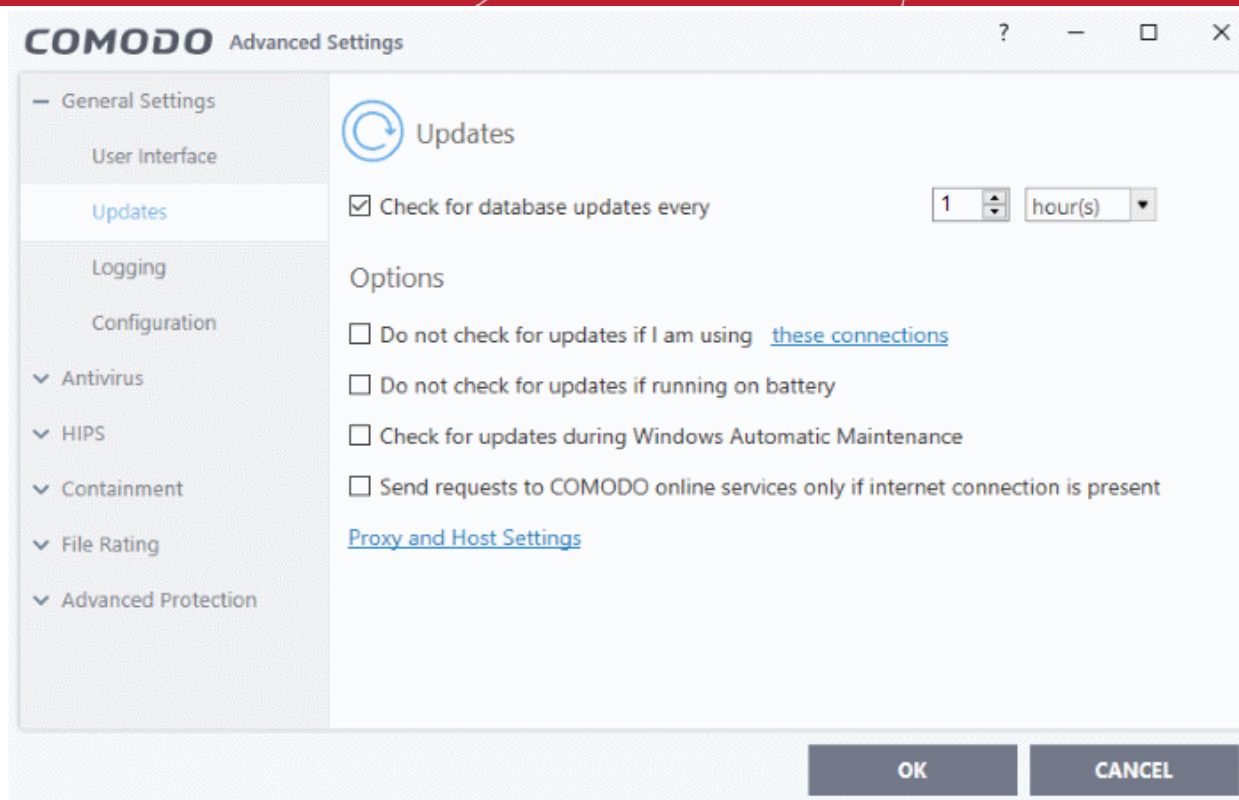 COMODO Advanced Settings ?
General Settings
User Interface
Updates
Logging
Configuration
Antivirus
HIPS
Containment
File Rating
Advanced Protection
Updates
Check for database updates every 1 hour(s)
Options
Do not check for updates if I am using these connections
Do not check for updates if running on battery
Check for updates during Windows Automatic Maintenance
Send requests to COMODO online services only if internet connection is present
Proxy and Host Settings
OK CANCEL